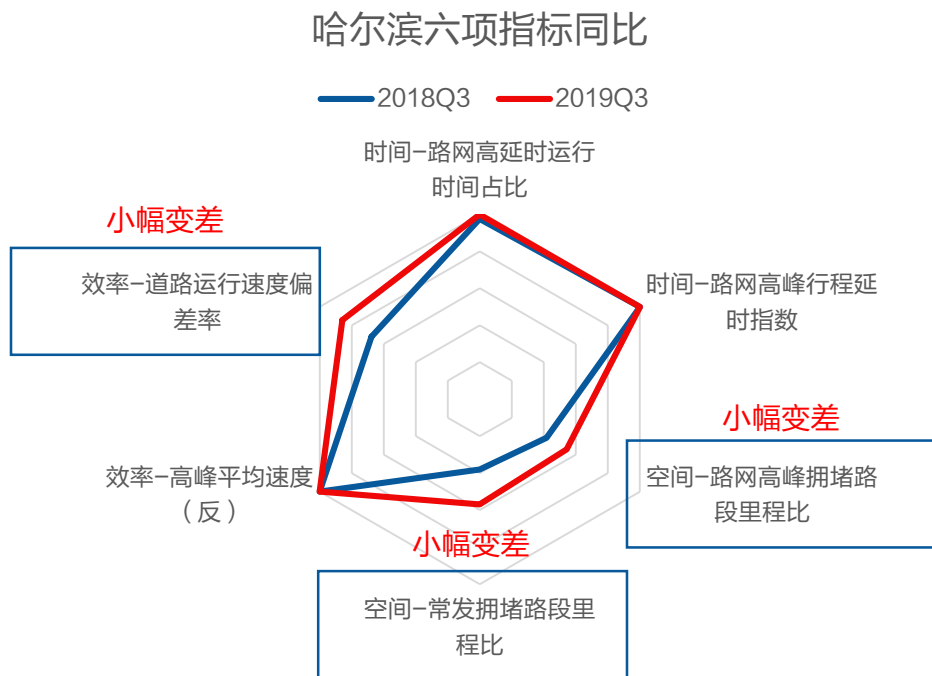 哈尔滨六项指标同比
2018Q3
2019Q3
时间-路网高延时运行
时间占比
小幅变差
效率-道路运行速度偏
差率
时间-路网高峰行程延
时指数
小幅变差
空间-路网高峰拥堵路
段里程比
效率-高峰平均速度
（反）
小幅变差
空间-常发拥堵路段里
程比